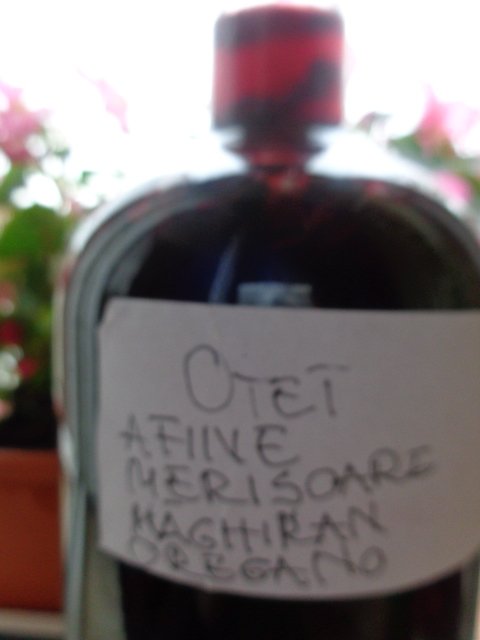 OTET
AFINE
MERISOARE
MAGHIRAN
OREGANO